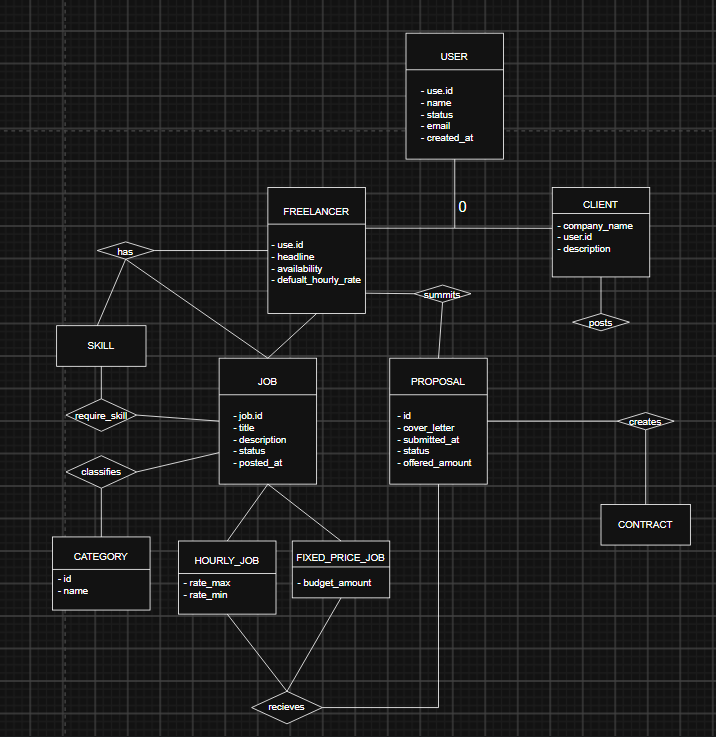 USER
- use.id
- name
- status
- email
- created_at
0
FREELANCER
- use.id
- headline
- availability
- defualt_hourly_rate
CLIENT
- company_name
- user.id
- description
has
summits
posts
SKILL
JOB
- job.id
- title
- description
- status
- posted_at
PROPOSAL
- id
- cover_letter
- submitted_at
- status
- offered_amount
require_skill
creates
classifies
CONTRACT
CATEGORY
- id
- name
HOURLY_JOB
- rate_max
- rate_min
FIXED_PRICE_JOB
- budget_amount
recieves